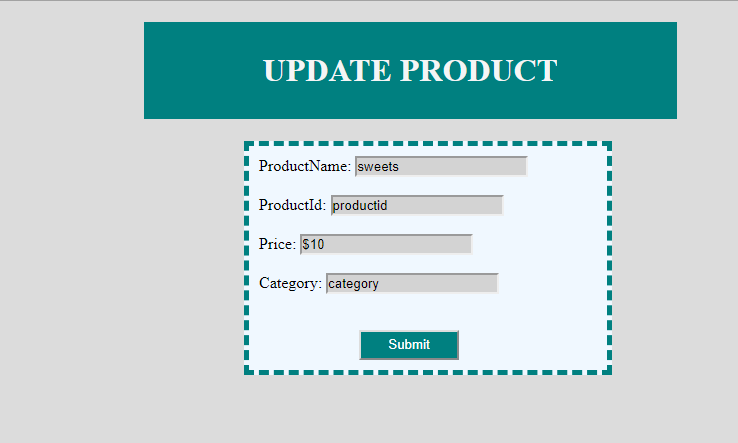 UPDATE PRODUCT
ProductName: sweets
ProductId: productid
Price: $10
Category: category
Submit